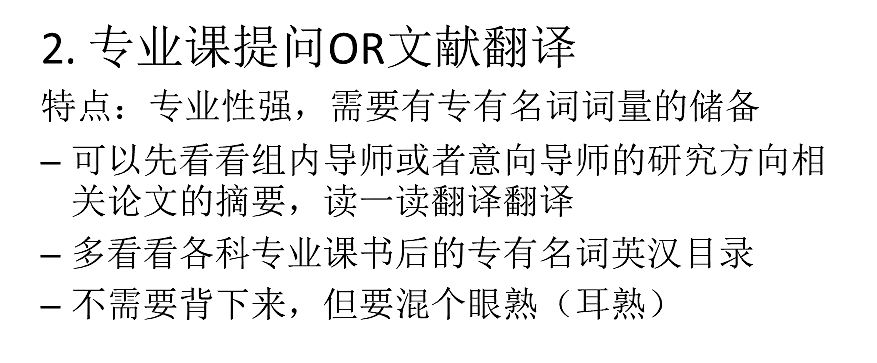 2. 专业课提问OR文献翻译
特点：专业性强，需要有专有名词词量的储备
– 可以先看看组内导师或者意向导师的研究方向相
关论文的摘要，读一读翻译翻译
– 多看看各科专业课书后的专有名词英汉目录
– 不需要背下来，但要混个眼熟（耳熟）